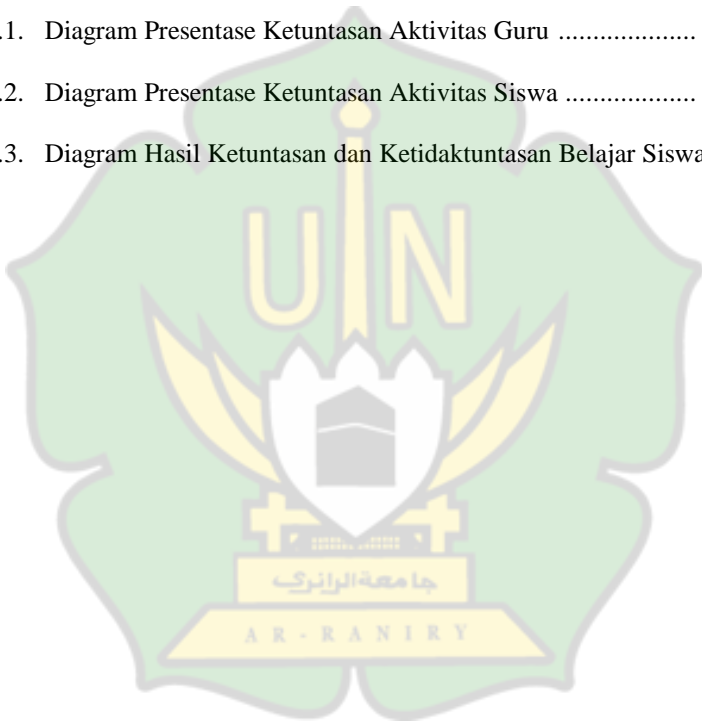 .1. Diagram Presentase Ketuntasan Aktivitas Guru ....................
.2. Diagram Presentase Ketuntasan Aktivitas Siswa ...................
.3. Diagram Hasil Ketuntasan dan Ketidaktuntasan Belajar Siswa
UIN
جامعة الرانري
AR-RANIRY